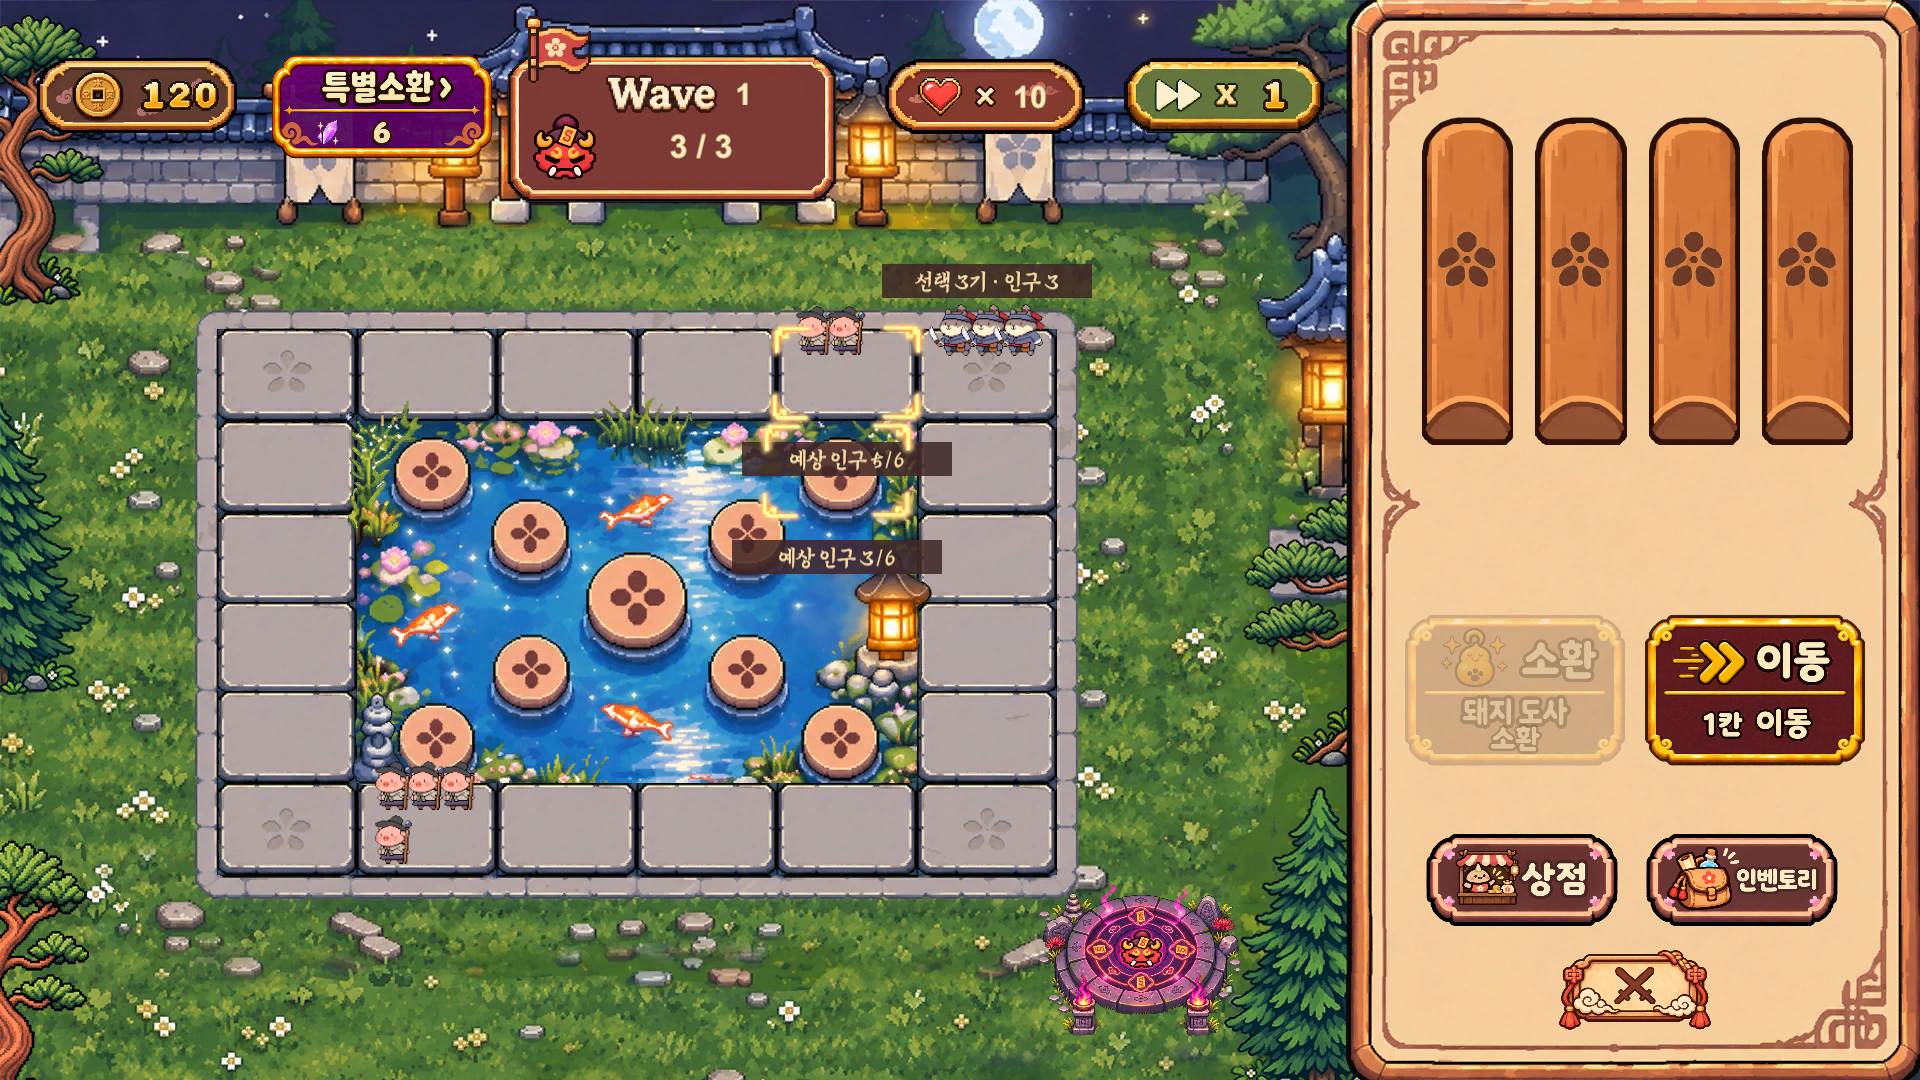 120
특별소환>
6
Wave 1
3 / 3
× 10
X 1
선택 3기 · 인구 3
예상 인구 5/6
예상 인구 3/6
소환
돼지 도사
소환
이동
1칸 이동
상점
인벤토리